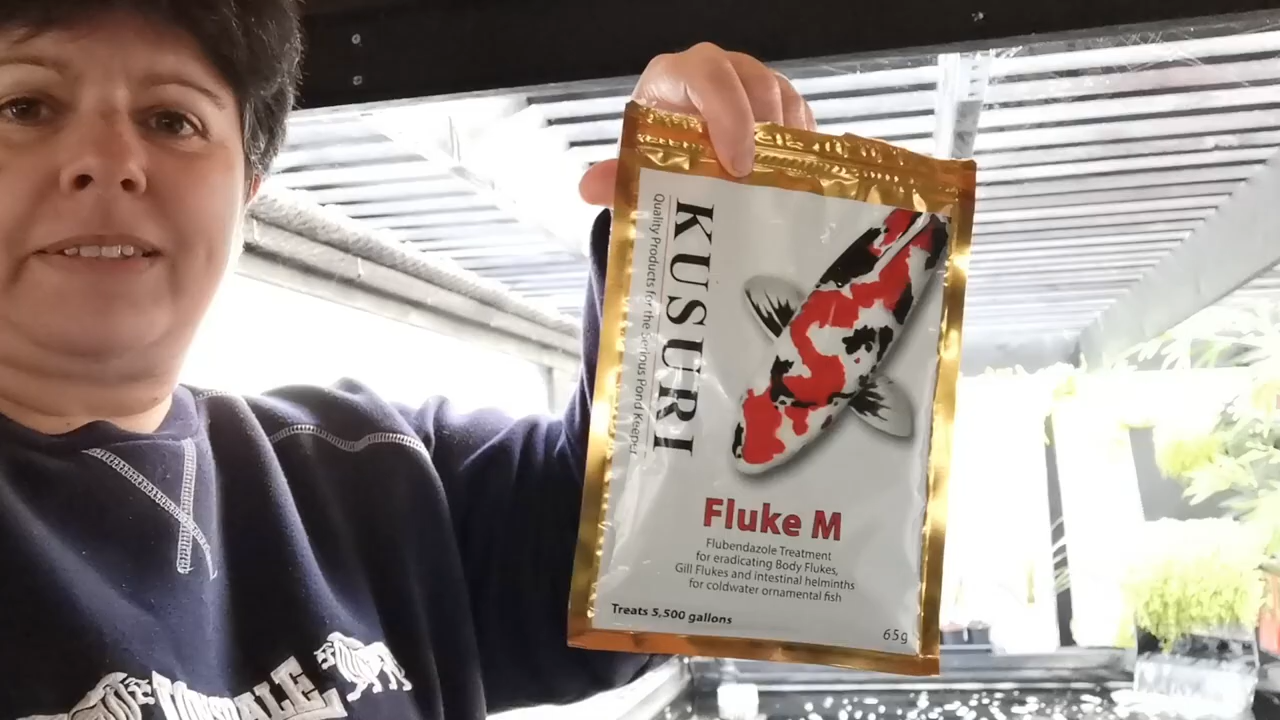 KUSURI
Quality Products for the Serious Pond Keeper
Fluke M
Flubendazole Treatment
for eradicating Body Flukes,
Gill Flukes and intestinal helminths
for coldwater ornamental fish
Treats 5,500 gallons
65g
LONSDALE